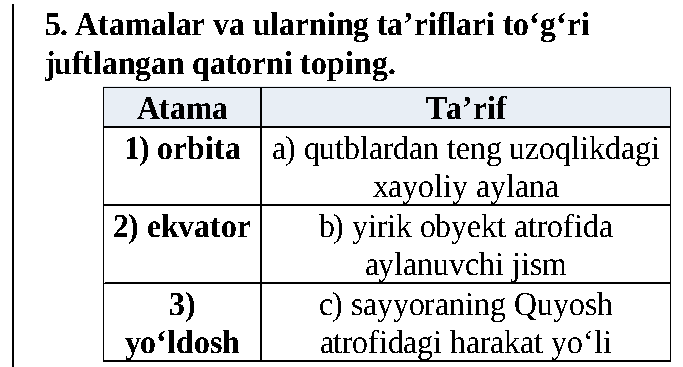 5. Atamalar va ularning ta’riflari to‘g‘ri
juftlangan qatorni toping.
Atama Ta’rif
1) orbita a) qutblardan teng uzoqlikdagi
xayoliy aylana
2) ekvator b) yirik obyekt atrofida
aylanuvchi jism
3) c) sayyoraning Quyosh
yo‘ldosh atrofidagi harakat yo‘li